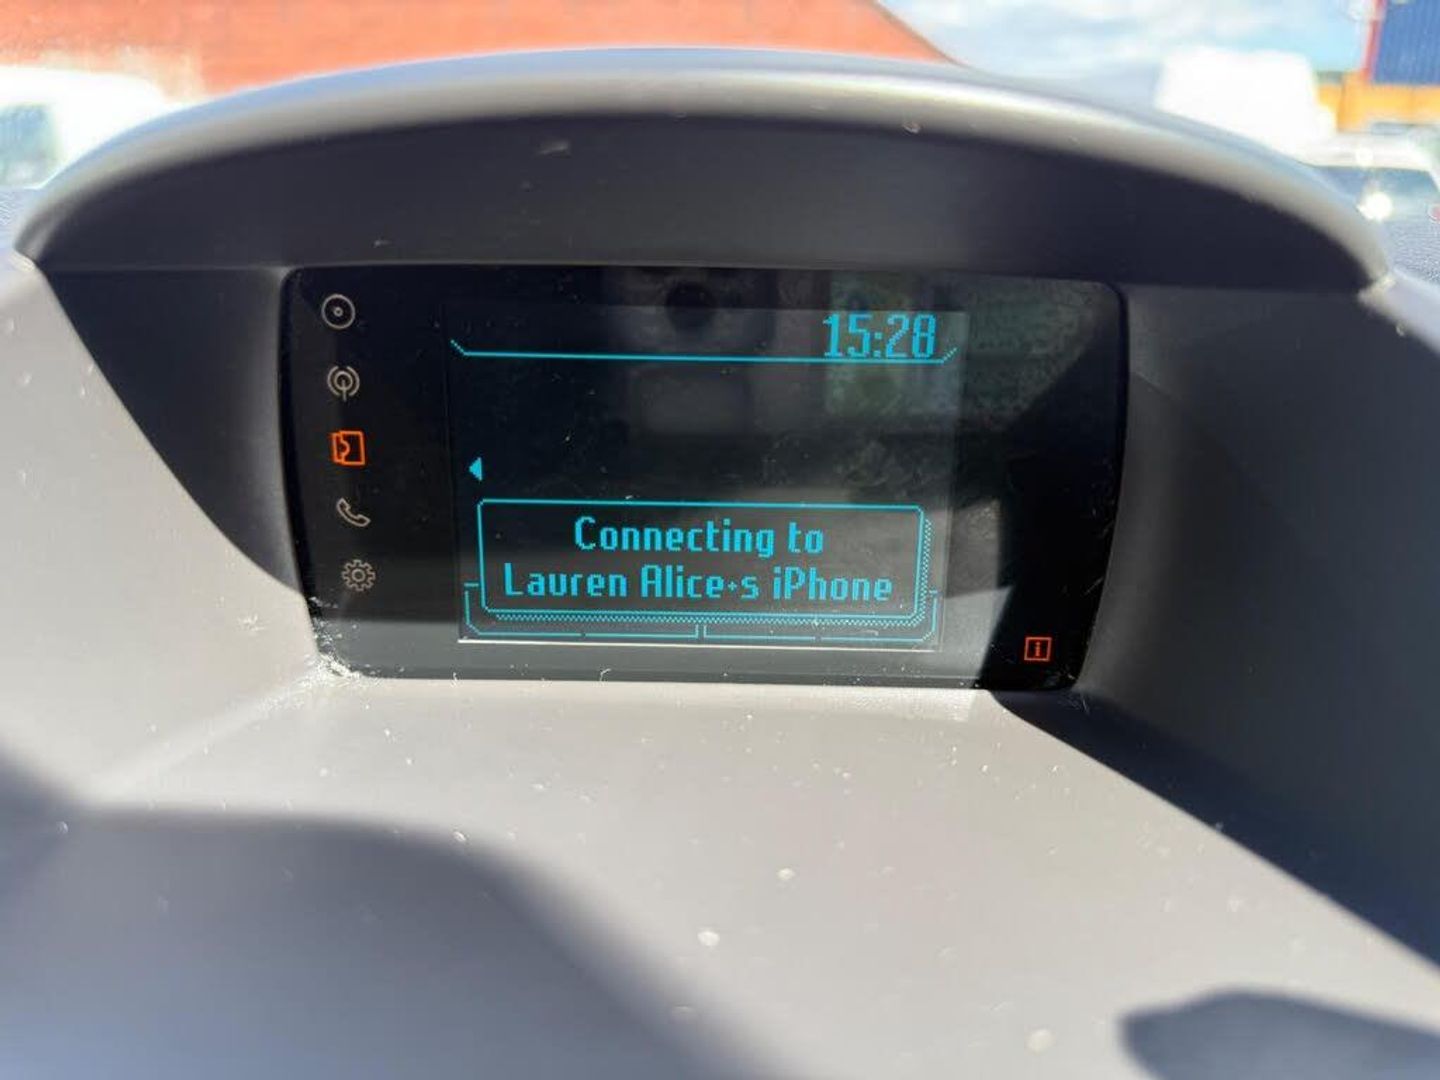 15:28
Connecting to
Lauren Alice·s iPhone
i